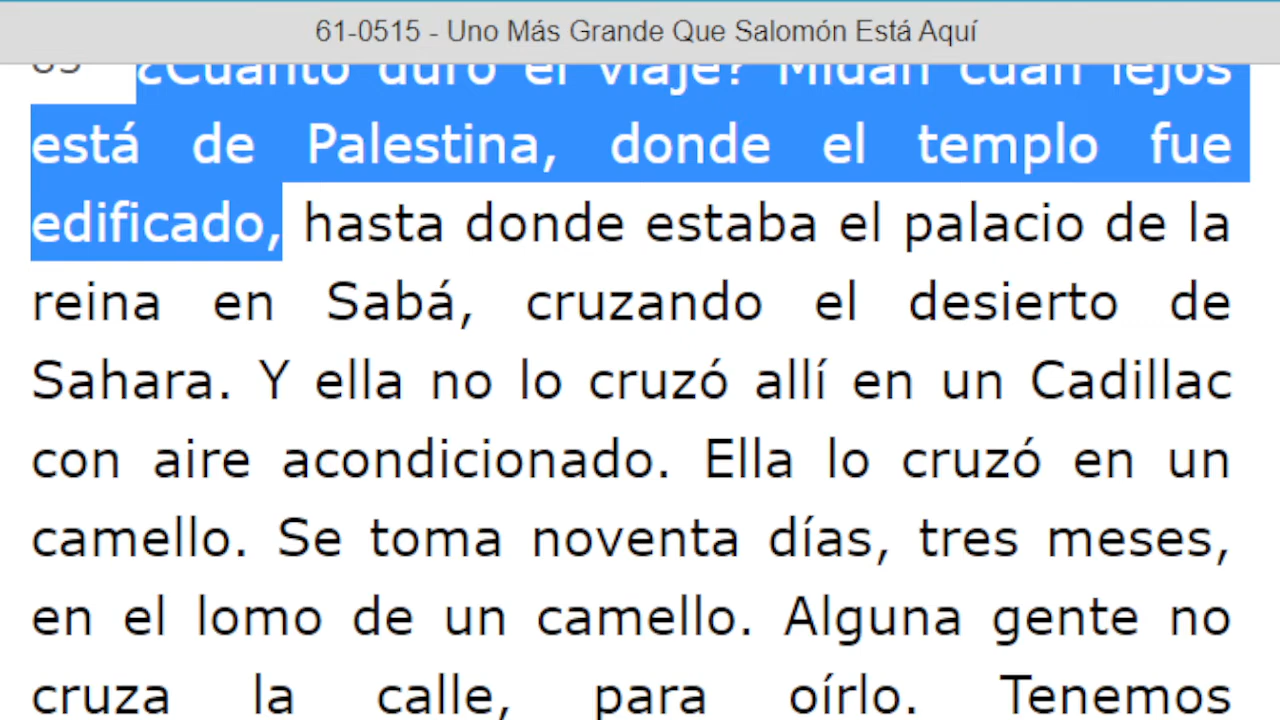 61-0515 - Uno Más Grande Que Salomón Está Aquí
¿Cuánto duró el viaje? Midan cuán lejos
está de Palestina, donde el templo fue
edificado, hasta donde estaba el palacio de la
reina en Sabá, cruzando el desierto de
Sahara. Y ella no lo cruzó allí en un Cadillac
con aire acondicionado. Ella lo cruzó en un
camello. Se toma noventa días, tres meses,
en el lomo de un camello. Alguna gente no
cruza la calle, para oírlo. Tenemos